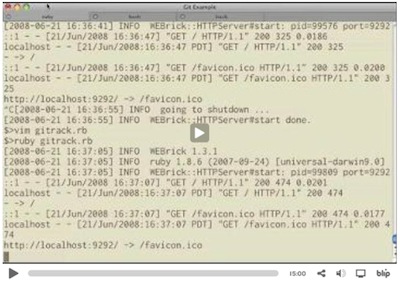 Git Example
ruby bash bash
[2008-06-21 16:36:41] INFO  WEBrick::HTTPServer#start: pid=99576 port=9292
::1 - - [21/Jun/2008 16:36:47] "GET / HTTP/1.1" 200 325 0.0186
localhost - - [21/Jun/2008:16:36:47 PDT] "GET / HTTP/1.1" 200 325
- -> /
::1 - - [21/Jun/2008 16:36:47] "GET /favicon.ico HTTP/1.1" 200 325 0.0200
localhost - - [21/Jun/2008:16:36:47 PDT] "GET /favicon.ico HTTP/1.1" 200 3
25
http://localhost:9292/ -> /favicon.ico
^C[2008-06-21 16:36:55] INFO  going to shutdown ...
[2008-06-21 16:36:55] INFO  WEBrick::HTTPServer#start done.
$>vim gitrack.rb
$>ruby gitrack.rb
[2008-06-21 16:37:05] INFO  WEBrick 1.3.1
[2008-06-21 16:37:05] INFO  ruby 1.8.6 (2007-09-24) [universal-darwin9.0]
[2008-06-21 16:37:05] INFO  WEBrick::HTTPServer#start: pid=99809 port=9292
::1 - - [21/Jun/2008 16:37:07] "GET / HTTP/1.1" 200 474 0.0201
localhost - - [21/Jun/2008:16:37:07 PDT] "GET / HTTP/1.1" 200 474
- -> /
::1 - - [21/Jun/2008 16:37:07] "GET /favicon.ico HTTP/1.1" 200 474 0.0177
localhost - - [21/Jun/2008:16:37:07 PDT] "GET /favicon.ico HTTP/1.1" 200 4
74
http://localhost:9292/ -> /favicon.ico
15:00 blip